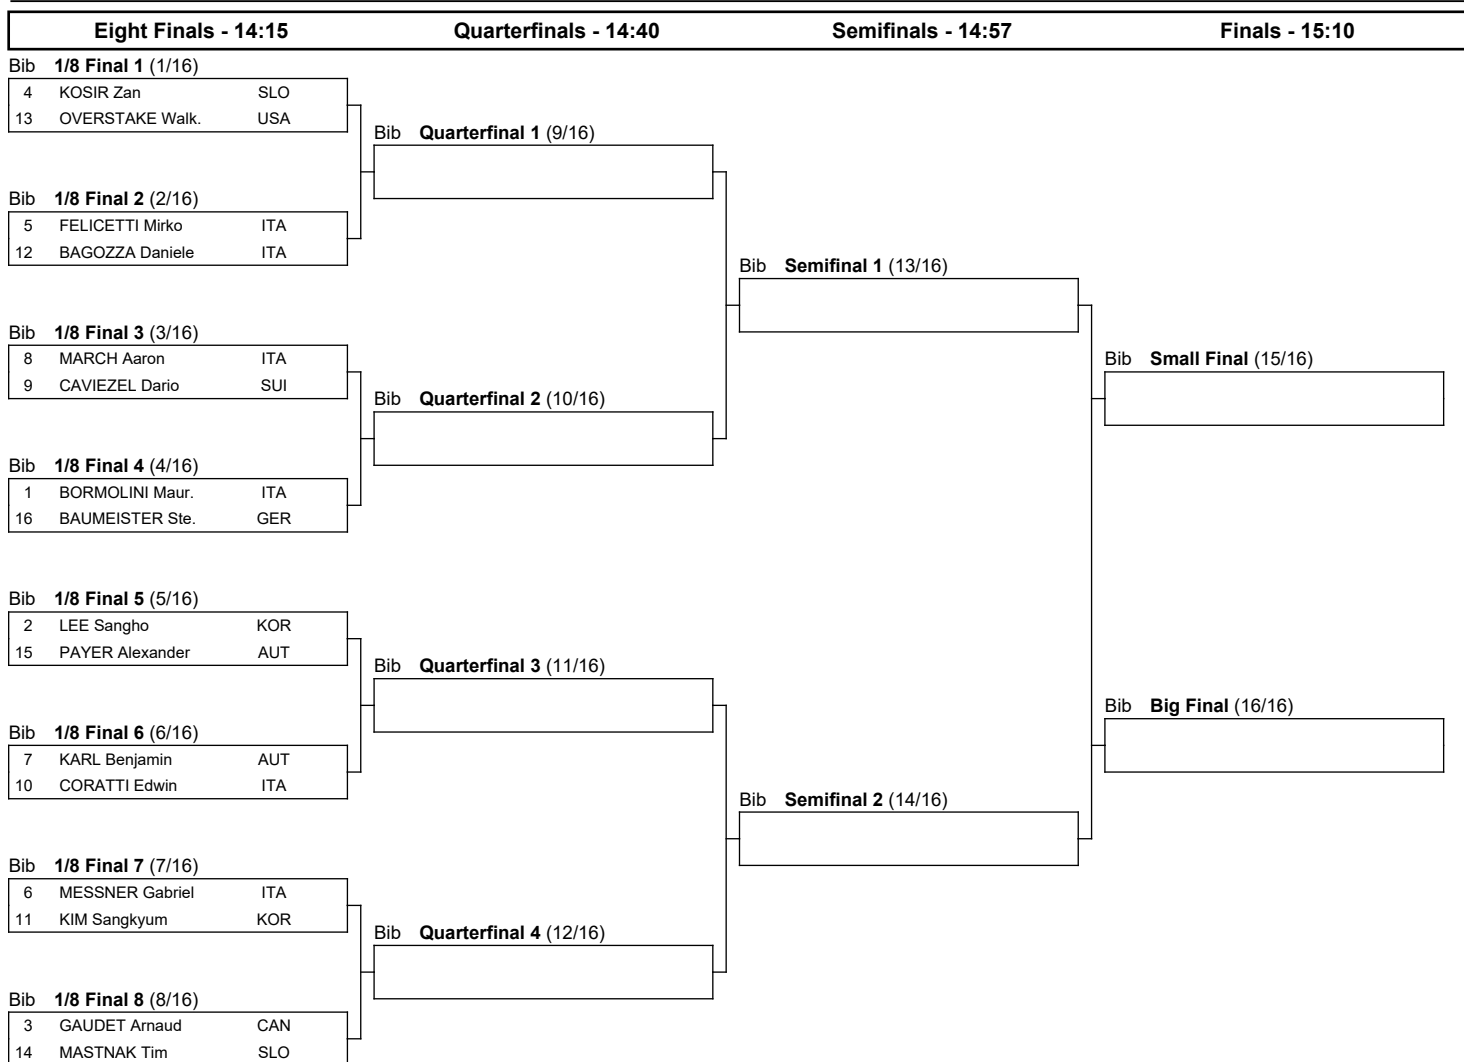 Eight Finals - 14:15 Quarterfinals - 14:40 Semifinals - 14:57 Finals - 15:10
Bib 1/8 Final 1 (1/16)
4 KOSIR Zan SLO
13 OVERSTAKE Walk. USA
Bib Quarterfinal 1 (9/16)
Bib 1/8 Final 2 (2/16)
5 FELICETTI Mirko ITA
12 BAGOZZA Daniele ITA
Bib Semifinal 1 (13/16)
Bib 1/8 Final 3 (3/16)
8 MARCH Aaron ITA
9 CAVIEZEL Dario SUI
Bib Small Final (15/16)
Bib Quarterfinal 2 (10/16)
Bib 1/8 Final 4 (4/16)
1 BORMOLINI Maur. ITA
16 BAUMEISTER Ste. GER
Bib 1/8 Final 5 (5/16)
2 LEE Sangho KOR
15 PAYER Alexander AUT
Bib Quarterfinal 3 (11/16)
Bib Big Final (16/16)
Bib 1/8 Final 6 (6/16)
7 KARL Benjamin AUT
10 CORATTI Edwin ITA
Bib Semifinal 2 (14/16)
Bib 1/8 Final 7 (7/16)
6 MESSNER Gabriel ITA
11 KIM Sangkyum KOR
Bib Quarterfinal 4 (12/16)
Bib 1/8 Final 8 (8/16)
3 GAUDET Arnaud CAN
14 MASTNAK Tim SLO